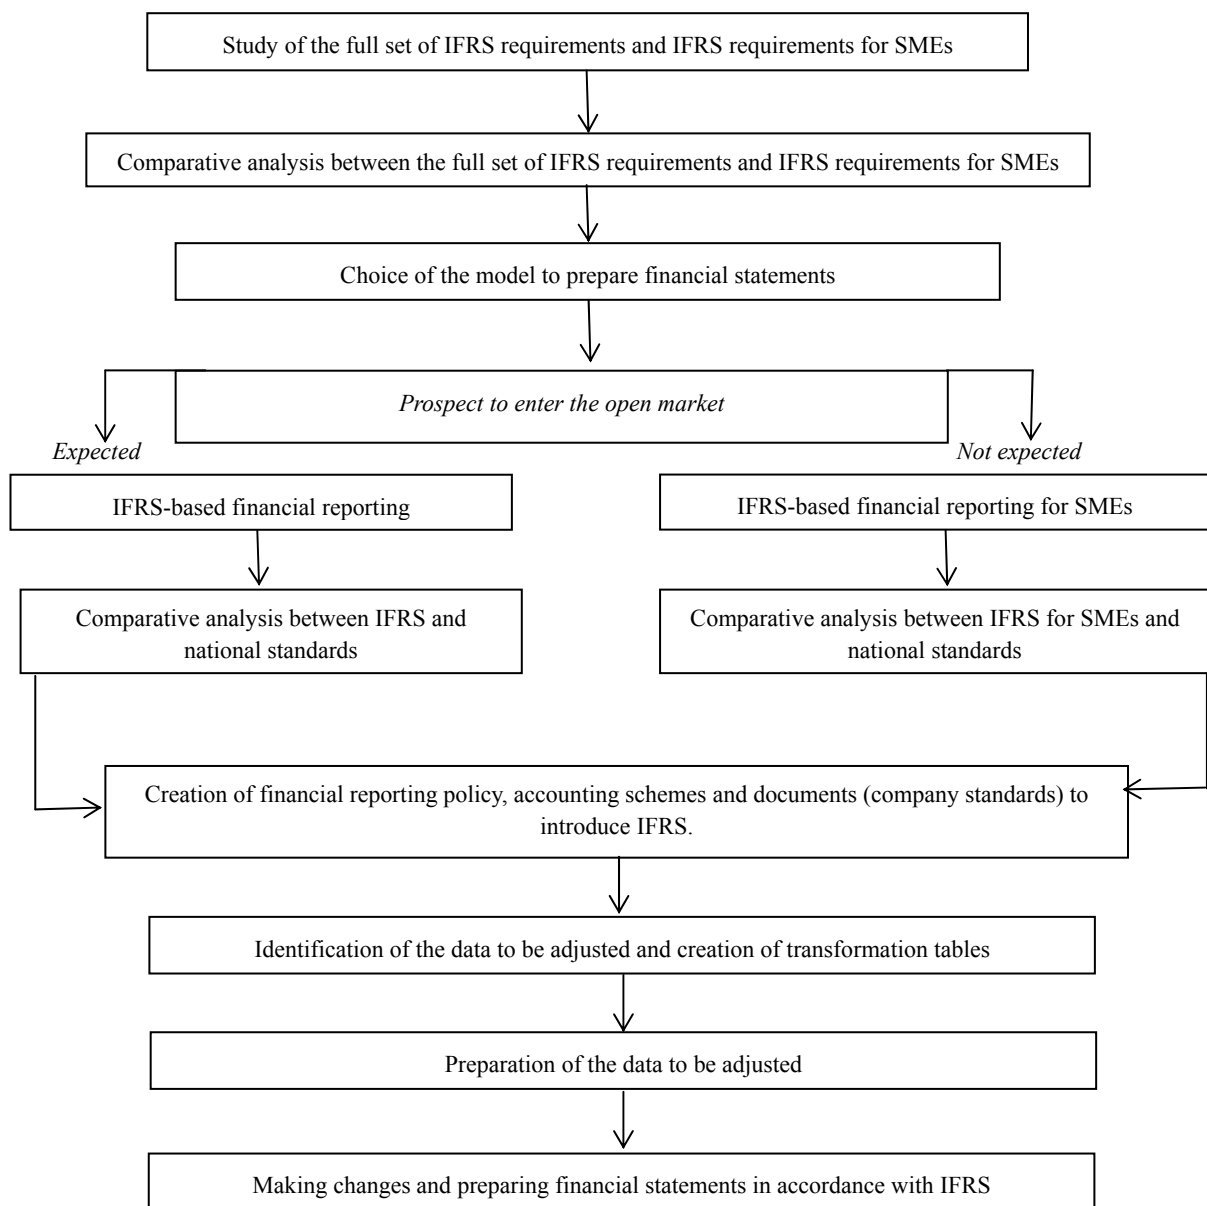 Study of the full set of IFRS requirements and IFRS requirements for SMEs
Comparative analysis between the full set of IFRS requirements and IFRS requirements for SMEs
Choice of the model to prepare financial statements
Prospect to enter the open market
Expected
Not expected
IFRS-based financial reporting
IFRS-based financial reporting for SMEs
Comparative analysis between IFRS and
national standards
Comparative analysis between IFRS for SMEs and
national standards
Creation of financial reporting policy, accounting schemes and documents (company standards) to
introduce IFRS.
Identification of the data to be adjusted and creation of transformation tables
Preparation of the data to be adjusted
Making changes and preparing financial statements in accordance with IFRS